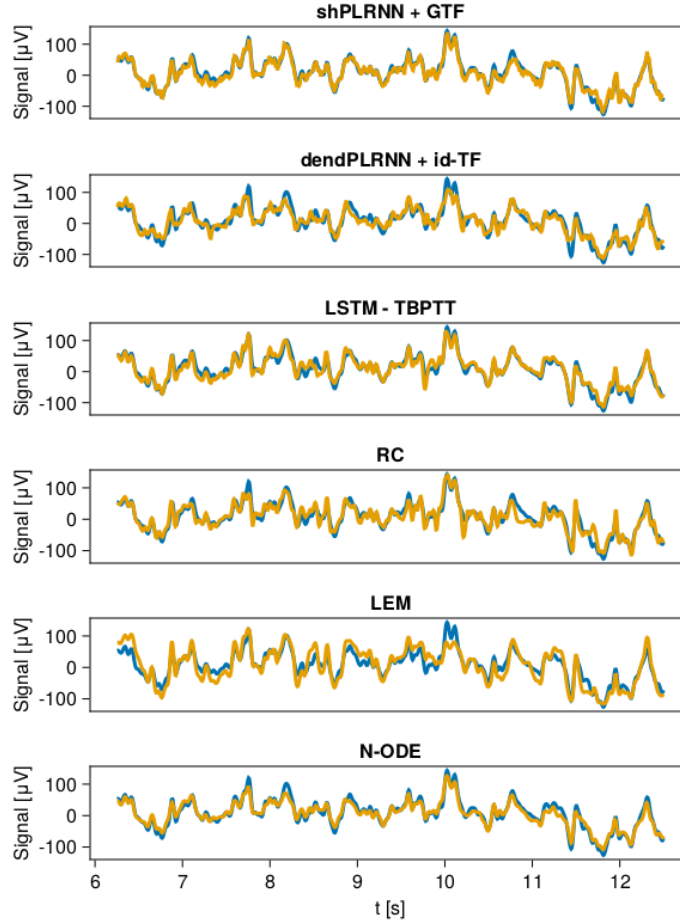 shPLRNN + GTF
Signal [µV]
100
0
-100
dendPLRNN + id-TF
Signal [µV]
100
0
-100
LSTM - TBPTT
Signal [µV]
100
0
-100
RC
Signal [µV]
100
0
-100
LEM
Signal [µV]
100
0
-100
N-ODE
Signal [µV]
100
0
-100
6 7 8 9 10 11 12
t [s]